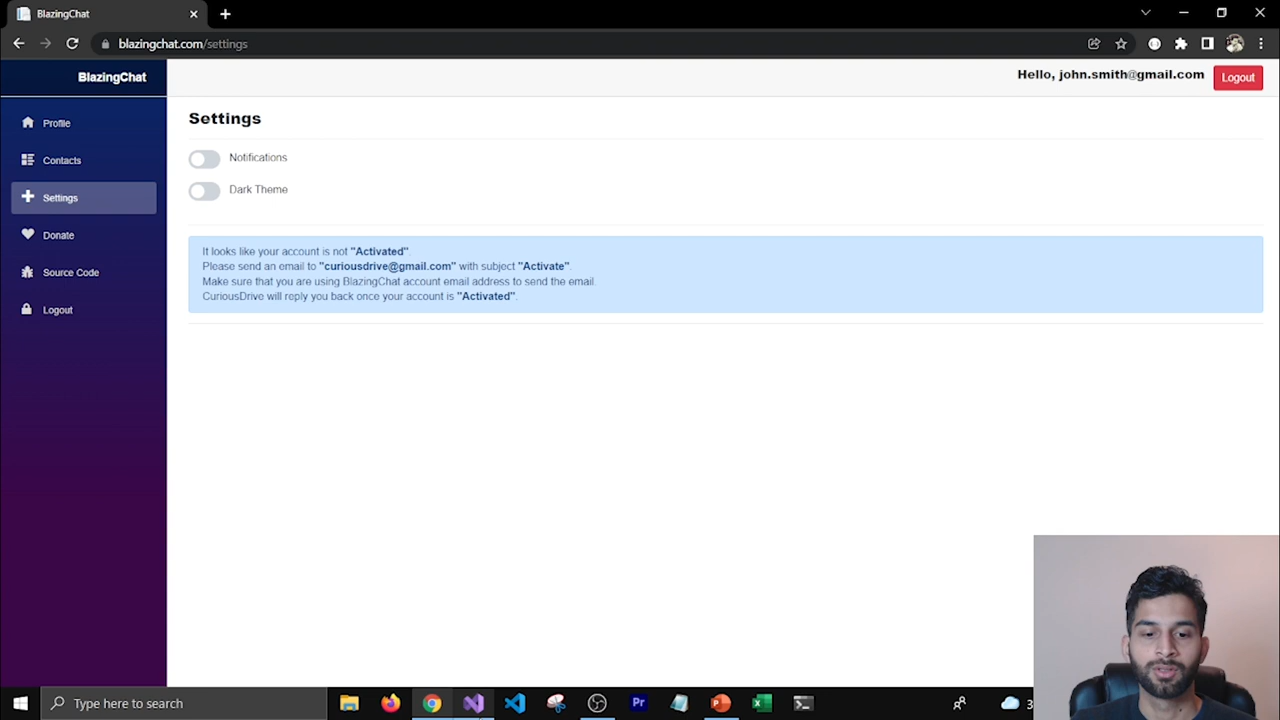 BlazingChat
blazingchat.com/settings
BlazingChat
Hello, john.smith@gmail.com
Logout
Profile
Contacts
Settings
Donate
Source Code
Logout
Settings
Notifications
Dark Theme
It looks like your account is not "Activated".
Please send an email to "curiousdrive@gmail.com" with subject "Activate".
Make sure that you are using BlazingChat account email address to send the email.
CuriousDrive will reply you back once your account is "Activated".
Type here to search
Pr
3